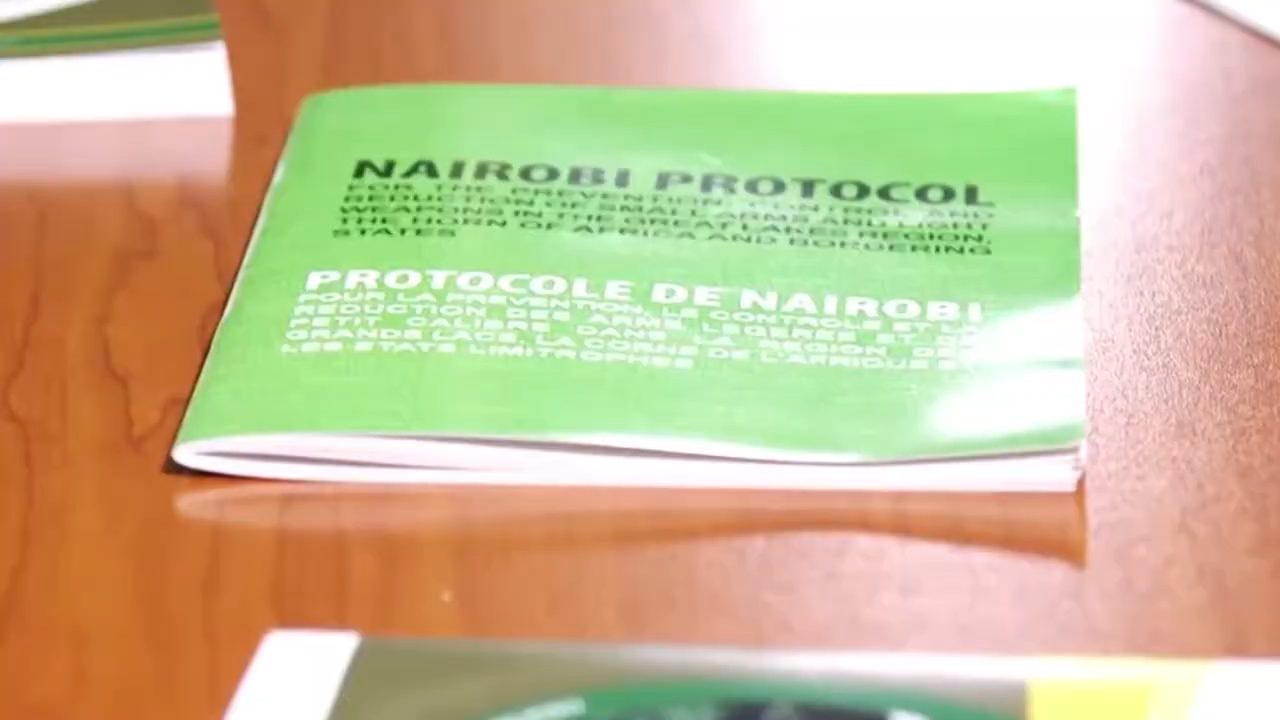 NAIROBI PROTOCOL
FOR THE PREVENTION, CONTROL AND
REDUCTION OF SMALL ARMS AND LIGHT
WEAPONS IN THE GREAT LAKES REGION,
THE HORN OF AFRICA AND BORDERING
STATES
PROTOCOLE DE NAIROBI
POUR LA PREVENTION, LE CONTROLE ET LA
REDUCTION DES ARMES LEGERES ET DE
PETIT CALIBRE DANS LA REGION DES
GRANDS LACS, LA CORNE DE L'AFRIQUE ET
LES ETATS LIMITROPHES